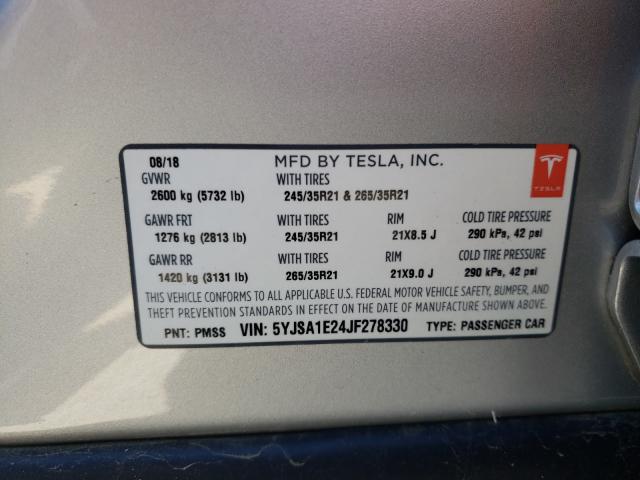 08/18 MFD BY TESLA, INC.
GVWR WITH TIRES
2600 kg (5732 lb) 245/35R21 & 265/35R21
TESLA
GAWR FRT WITH TIRES RIM COLD TIRE PRESSURE
1276 kg (2813 lb) 245/35R21 21X8.5 J 290 kPa, 42 psi
GAWR RR WITH TIRES RIM COLD TIRE PRESSURE
1420 kg (3131 lb) 265/35R21 21X9.0 J 290 kPa, 42 psi
THIS VEHICLE CONFORMS TO ALL APPLICABLE U.S. FEDERAL MOTOR VEHICLE SAFETY, BUMPER, AND
THEFT PREVENTION STANDARDS IN EFFECT ON THE DATE OF MANUFACTURE SHOWN ABOVE.
PNT: PMSS VIN: 5YJSA1E24JF278330 TYPE: PASSENGER CAR